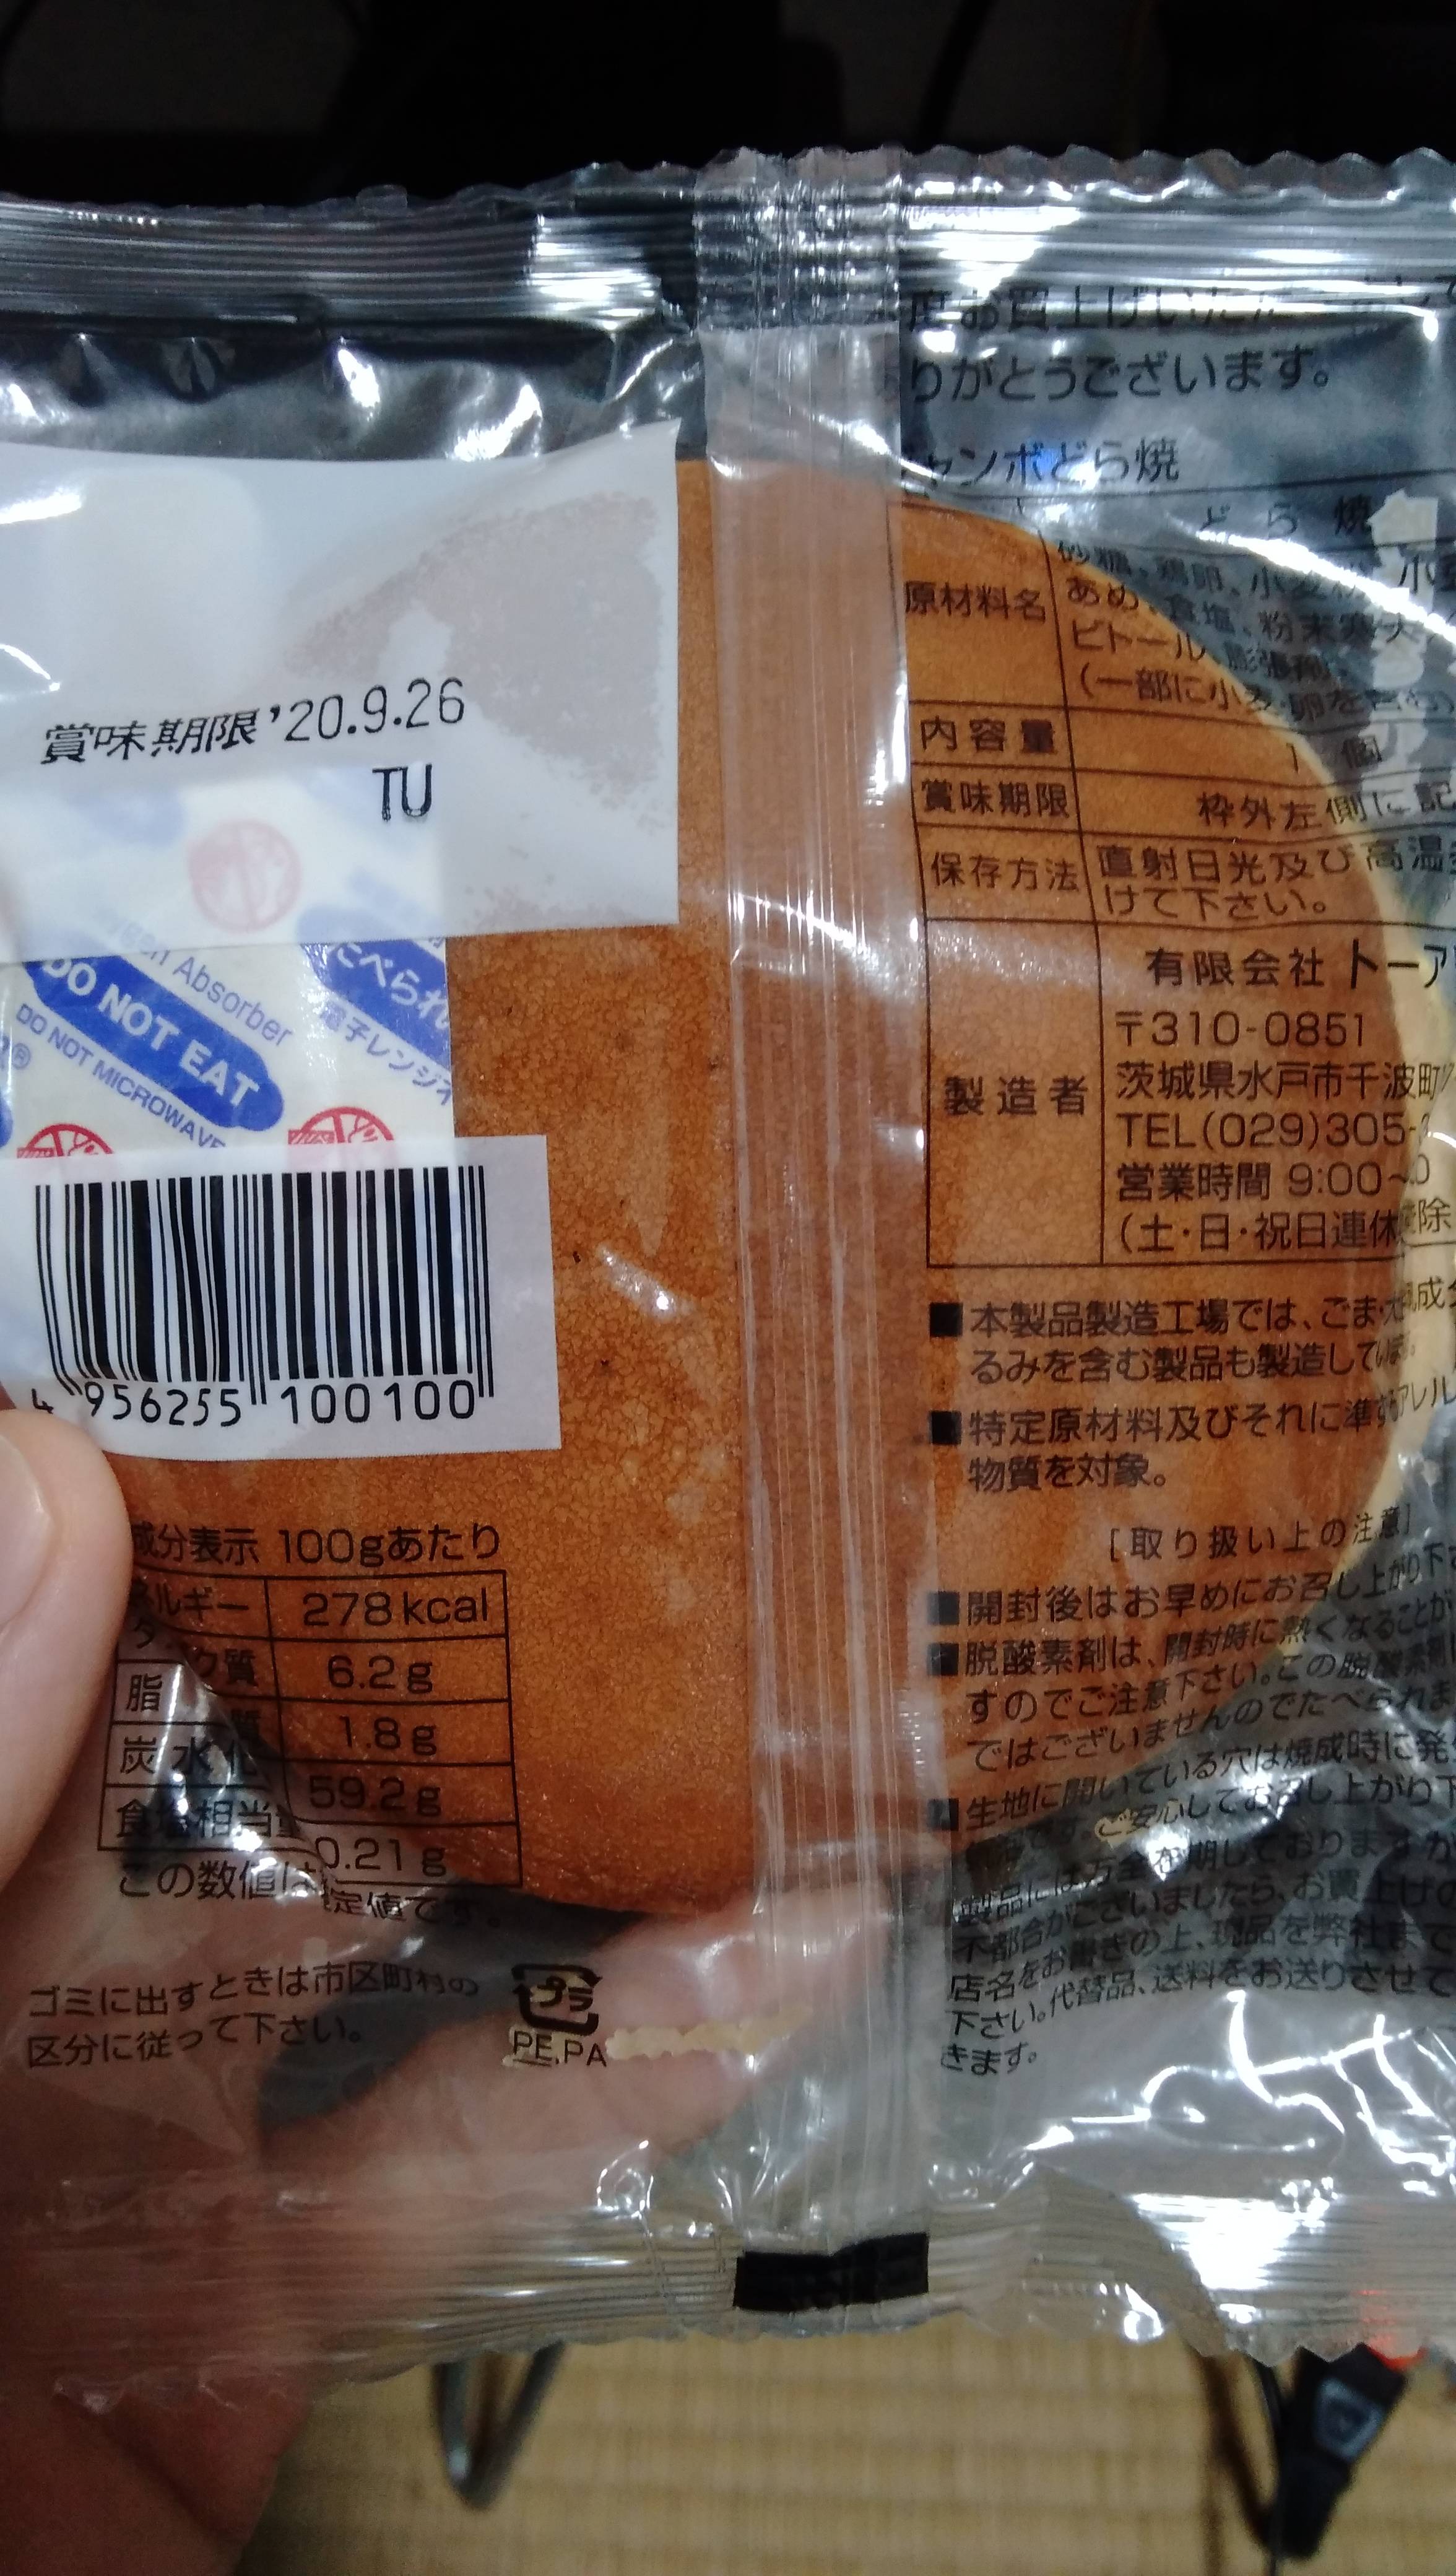 賞味期限'20.9.26
TU
Absorber
DO NOT EAT
DO NOT MICROWAVE
たべられ
電子レンジ
4 956255 100100
成分表示 100gあたり
ネルギー 278kcal
ク質 6.2g
脂 質 1.8g
炭水化 59.2g
食塩相当量 0.21g
この数値は 定値です。
ゴミに出すときは市区町村の
区分に従って下さい。
プラ
PE,PA
度お買上げいた
りがとうございます。
ャンボどら焼
どら焼
原材料名 砂糖、鶏卵、小麦粉、小
あめ、食塩、粉末寒天
ビトール、膨張剤、
(一部に小麦・卵を含む
内容量 1個
賞味期限 枠外左側に記
保存方法 直射日光及び高温
けて下さい。
製造者 有限会社トーア
〒310-0851
茨城県水戸市千波町
TEL(029)305-
営業時間 9:00~
(土・日・祝日連休 除
■本製品製造工場では、ごま・
るみを含む製品も製造して
■特定原材料及びそれに準ずるアレル
物質を対象。
[取り扱い上の注意]
■開封後はお早めにお召し上がり下さ
■脱酸素剤は、開封時に熱くなることが
すのでご注意下さい。この脱酸素剤は
ではございませんのでたべられま
■生地に開いている穴は焼成時に発
ご安心してお召し上がり下
製品には万全を期しておりますが
不都合がございましたら、お買上げの
店名をお書きの上、現品を弊社まで
下さい。代替品、送料をお送りさせて
きます。